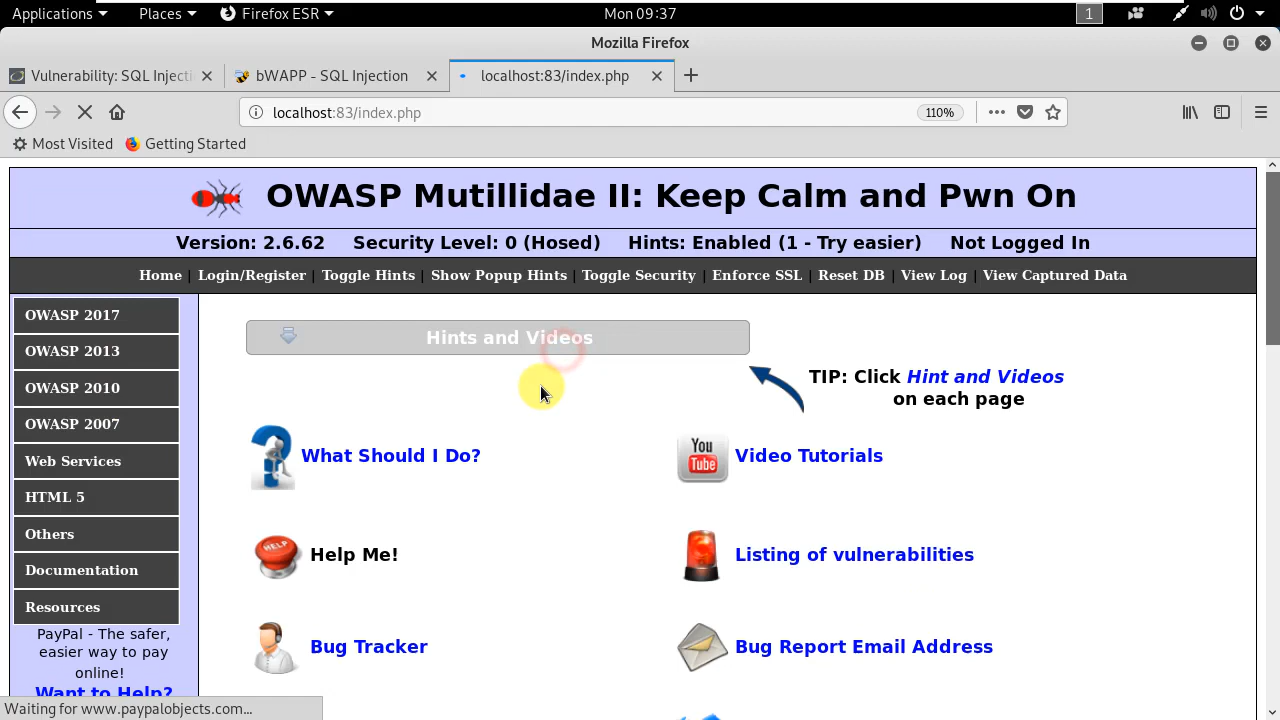 Applications Places Firefox ESR Mon 09:37 1
Mozilla Firefox
Vulnerability: SQL Injecti bWAPP - SQL Injection localhost:83/index.php
localhost:83/index.php 110%
Most Visited Getting Started
OWASP Mutillidae II: Keep Calm and Pwn On
Version: 2.6.62 Security Level: 0 (Hosed) Hints: Enabled (1 - Try easier) Not Logged In
Home | Login/Register | Toggle Hints | Show Popup Hints | Toggle Security | Enforce SSL | Reset DB | View Log | View Captured Data
OWASP 2017
OWASP 2013
OWASP 2010
OWASP 2007
Web Services
HTML 5
Others
Documentation
Resources
PayPal - The safer,
easier way to pay
online!
Want to Help?
Hints and Videos
TIP: Click Hint and Videos
on each page
What Should I Do?
You
Tube
Video Tutorials
HELP
Help Me!
Listing of vulnerabilities
Bug Tracker
Bug Report Email Address
Waiting for www.paypalobjects.com...